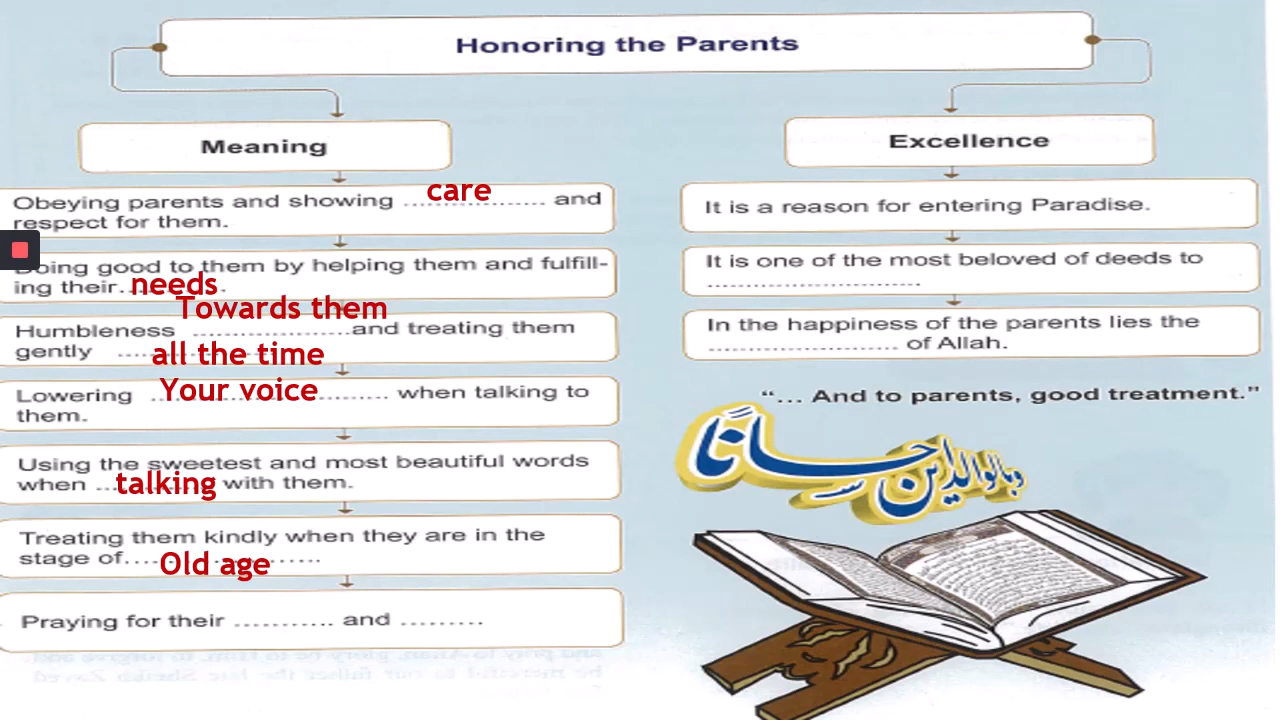 Honoring the Parents
Meaning
Obeying parents and showing ..care.. and
respect for them.
Doing good to them by helping them and fulfill-
ing their. needs .
Towards them
Humbleness ....................and treating them
gently .. all the time
Lowering .. Your voice .......... when talking to
them.
Using the sweetest and most beautiful words
when ... talking with them.
Treating them kindly when they are in the
stage of.... Old age ......
Praying for their ........... and .........
Excellence
It is a reason for entering Paradise.
It is one of the most beloved of deeds to
..............................
In the happiness of the parents lies the
........................... of Allah.
“... And to parents, good treatment.”
وبالوالدين إحسانًا